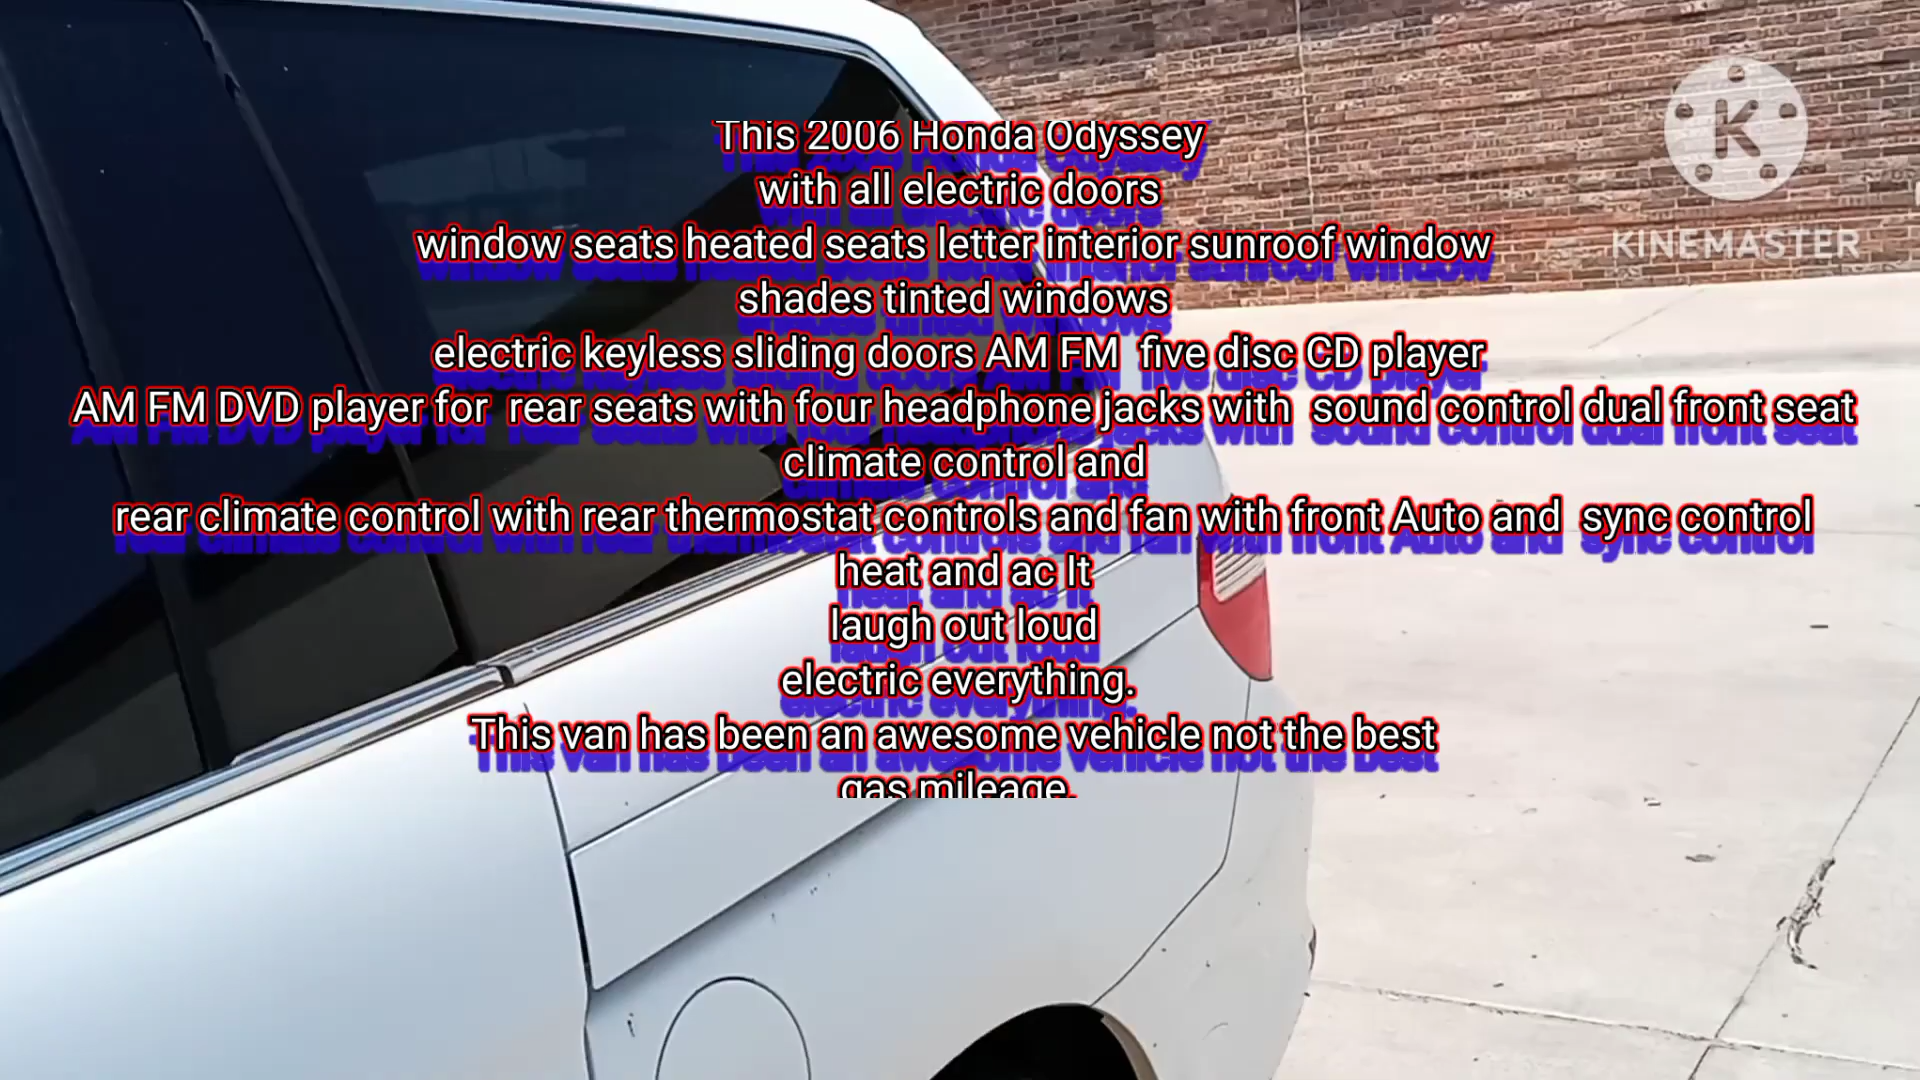 This 2006 Honda Odyssey
with all electric doors
window seats heated seats letter interior sunroof window
shades tinted windows
electric keyless sliding doors AM FM  five disc CD player
AM FM DVD player for  rear seats with four headphone jacks with  sound control dual front seat
climate control and
rear climate control with rear thermostat controls and fan with front Auto and  sync control
heat and ac It
laugh out loud
electric everything.
This van has been an awesome vehicle not the best
gas mileage.
K
KINEMASTER